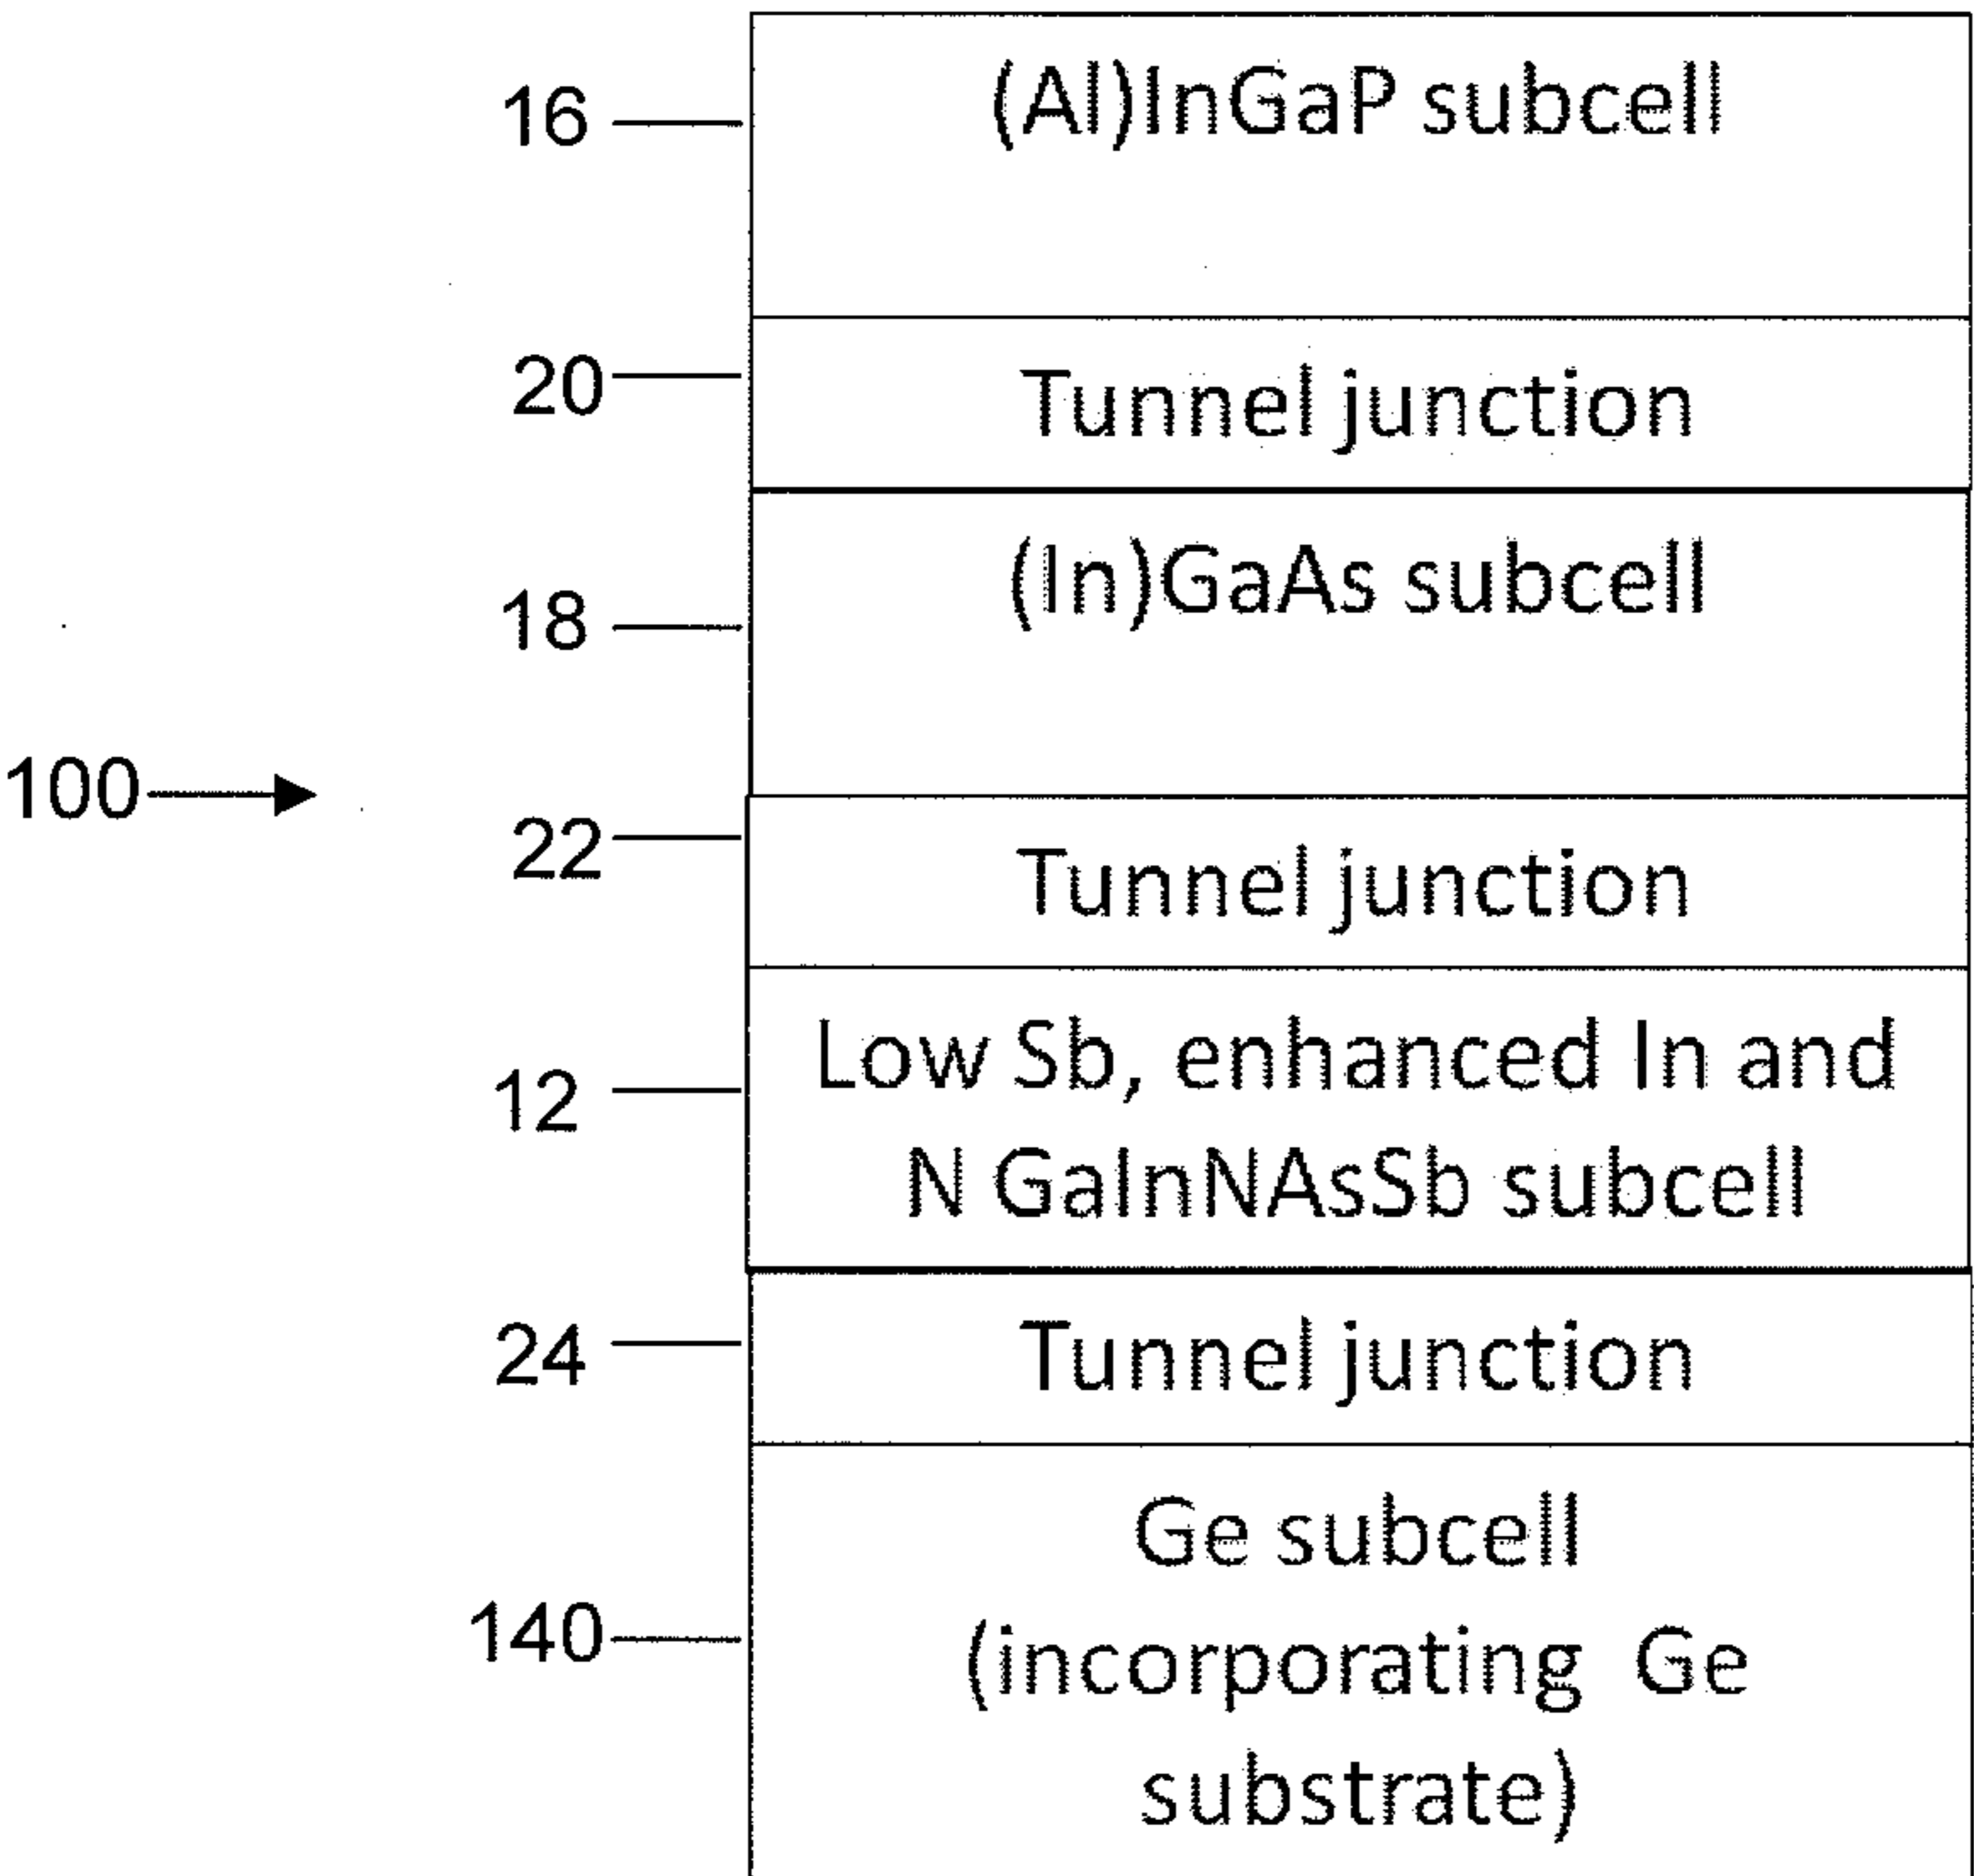 16
(Al)InGaP subcell
20
Tunnel junction
18
(In)GaAs subcell
100
22
Tunnel junction
12
Low Sb, enhanced In and
N GaInNAsSb subcell
24
Tunnel junction
140
Ge subcell
(incorporating Ge
substrate)